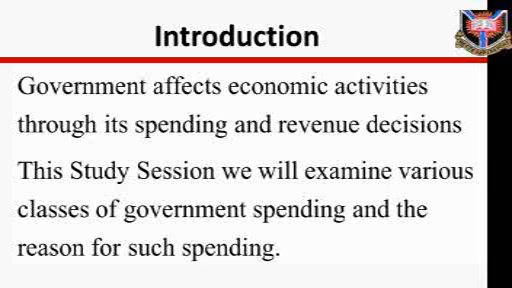 Introduction
Government affects economic activities
through its spending and revenue decisions
This Study Session we will examine various
classes of government spending and the
reason for such spending.